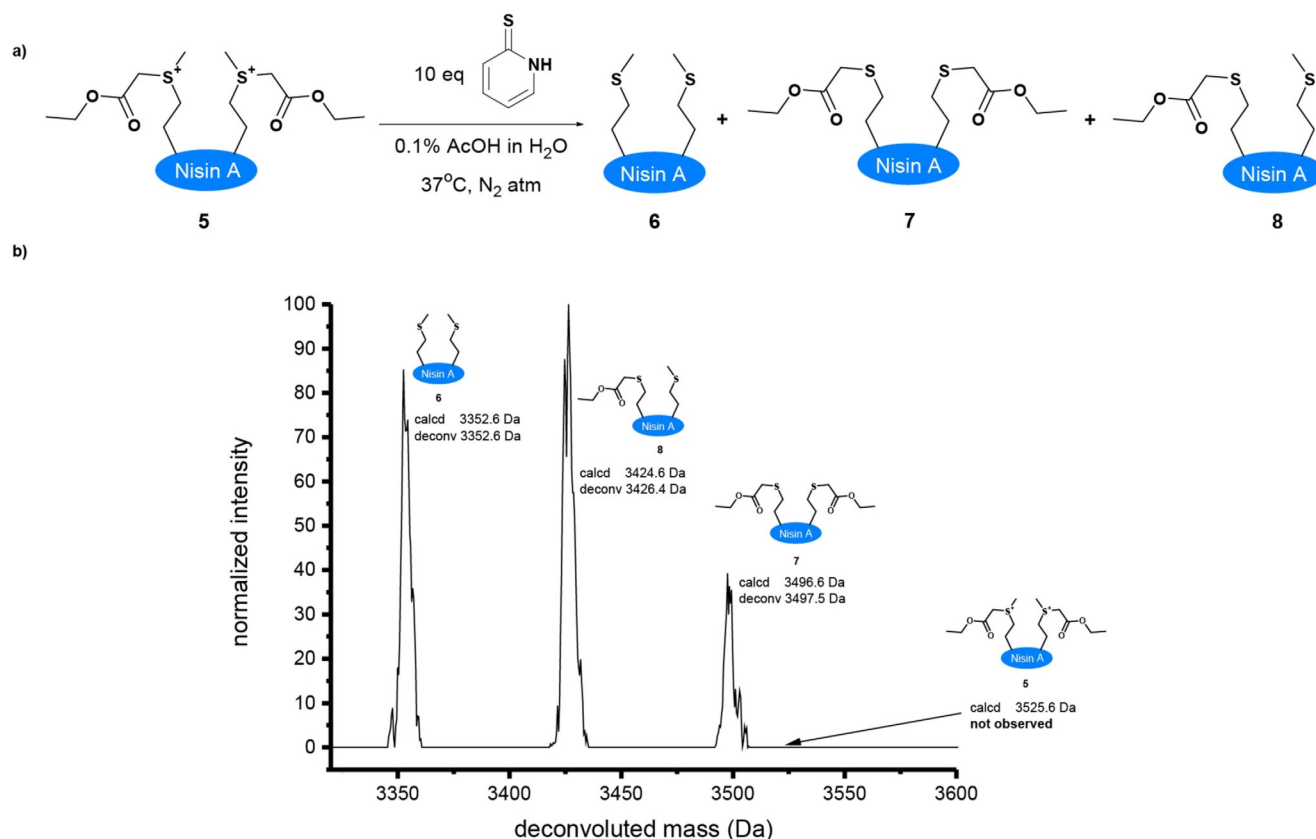 a)
S
NH
10 eq
0.1% AcOH in H2O
37°C, N2 atm
S+
S+
O
O
O
O
Nisin A
5
S
S
Nisin A
6
+
S
S
O
O
O
O
Nisin A
7
+
S
S
O
O
Nisin A
8
b)
normalized intensity
100
90
80
70
60
50
40
30
20
10
0
S
S
Nisin A
6
calcd 3352.6 Da
deconv 3352.6 Da
S
S
O
O
Nisin A
8
calcd 3424.6 Da
deconv 3426.4 Da
S
S
O
O
O
O
Nisin A
7
calcd 3496.6 Da
deconv 3497.5 Da
S+
S+
O
O
O
O
Nisin A
5
calcd 3525.6 Da
not observed
3350
3400
3450
3500
3550
3600
deconvoluted mass (Da)